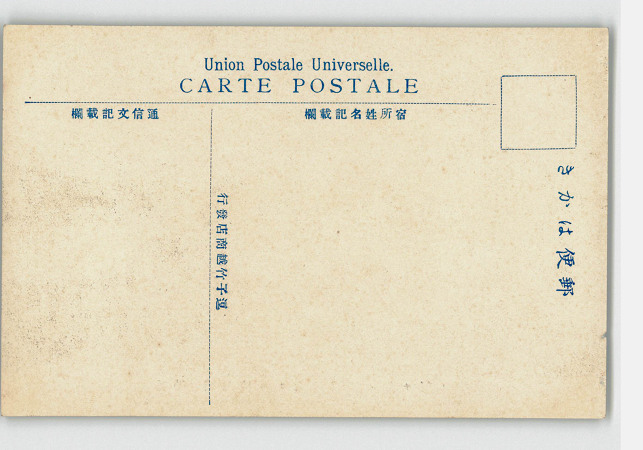 Union Postale Universelle.
CARTE POSTALE
欄載記文信通
欄載記名姓所宿
さかは便郵
行發店商越竹子逗